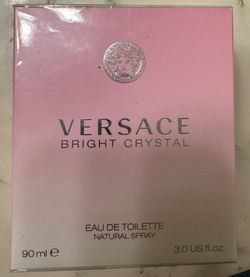 VERSACE
BRIGHT CRYSTAL
EAU DE TOILETTE
NATURAL SPRAY
90 ml ℮ 3.0 US fl.oz.